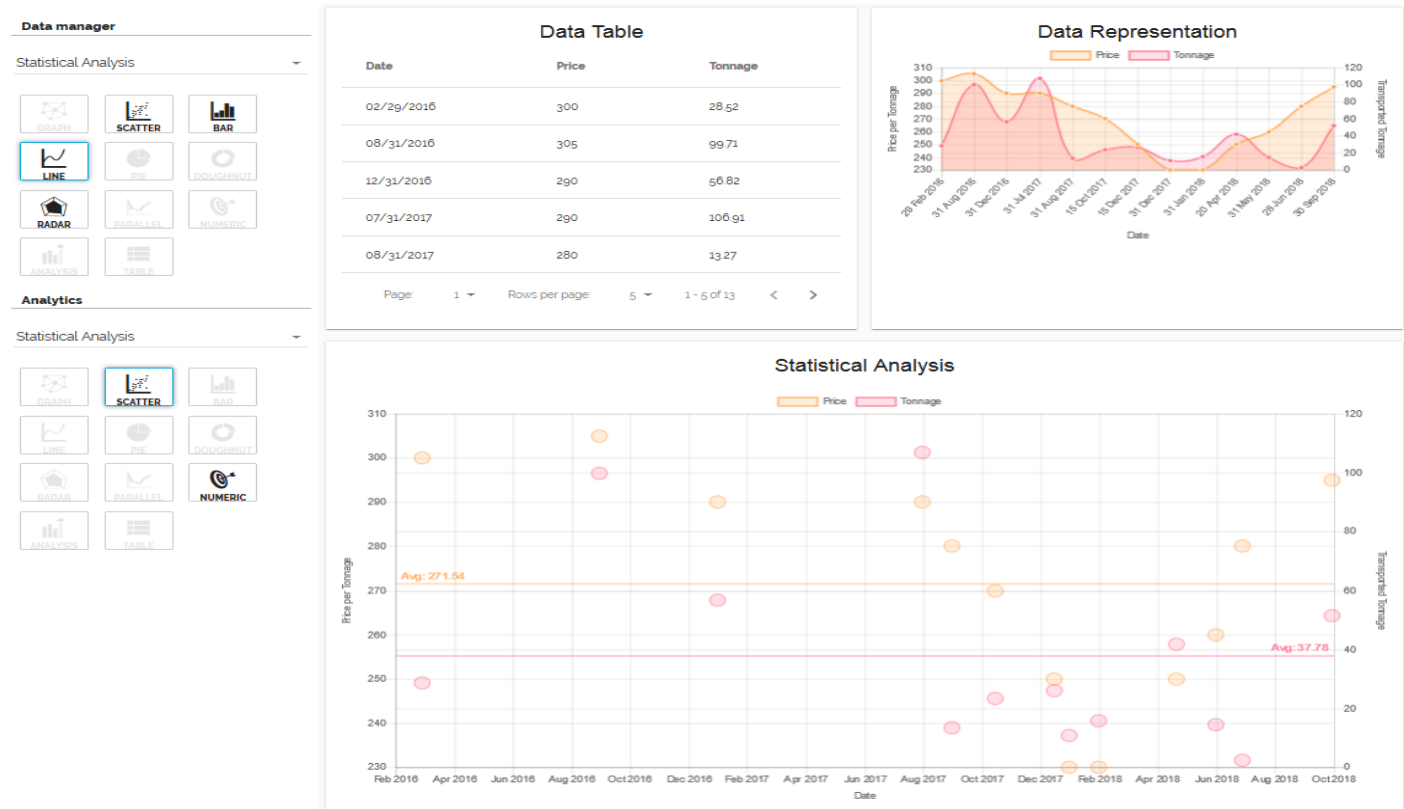 Data manager
Statistical Analysis
GRAPH SCATTER BAR
LINE PIE DOUGHNUT
RADAR PARALLEL NUMERIC
ANALYSIS TABLE
Analytics
Statistical Analysis
GRAPH SCATTER BAR
LINE PIE DOUGHNUT
RADAR PARALLEL NUMERIC
ANALYSIS TABLE
Data Table
Date Price Tonnage
02/29/2016 300 28.52
08/31/2016 305 99.71
12/31/2016 290 56.82
07/31/2017 290 106.91
08/31/2017 280 13.27
Page: 1 Rows per page: 5 1 - 5 of 13 < >
Data Representation
Price Tonnage
Price per Tonnage
310
300
290
280
270
260
250
240
230
120
100
80
60
40
20
0
Transported Tonnage
29 Feb 2016 31 Aug 2016 31 Dec 2016 31 Jul 2017 31 Aug 2017 15 Oct 2017 15 Dec 2017 31 Dec 2017 31 Jan 2018 20 Apr 2018 31 May 2018 28 Jun 2018 30 Sep 2018
Date
Statistical Analysis
Price Tonnage
Price per Tonnage
310
300
290
280
270
260
250
240
230
Avg: 271.54
Avg: 37.78
120
100
80
60
40
20
0
Transported Tonnage
Feb 2016 Apr 2016 Jun 2016 Aug 2016 Oct 2016 Dec 2016 Feb 2017 Apr 2017 Jun 2017 Aug 2017 Oct 2017 Dec 2017 Feb 2018 Apr 2018 Jun 2018 Aug 2018 Oct 2018
Date